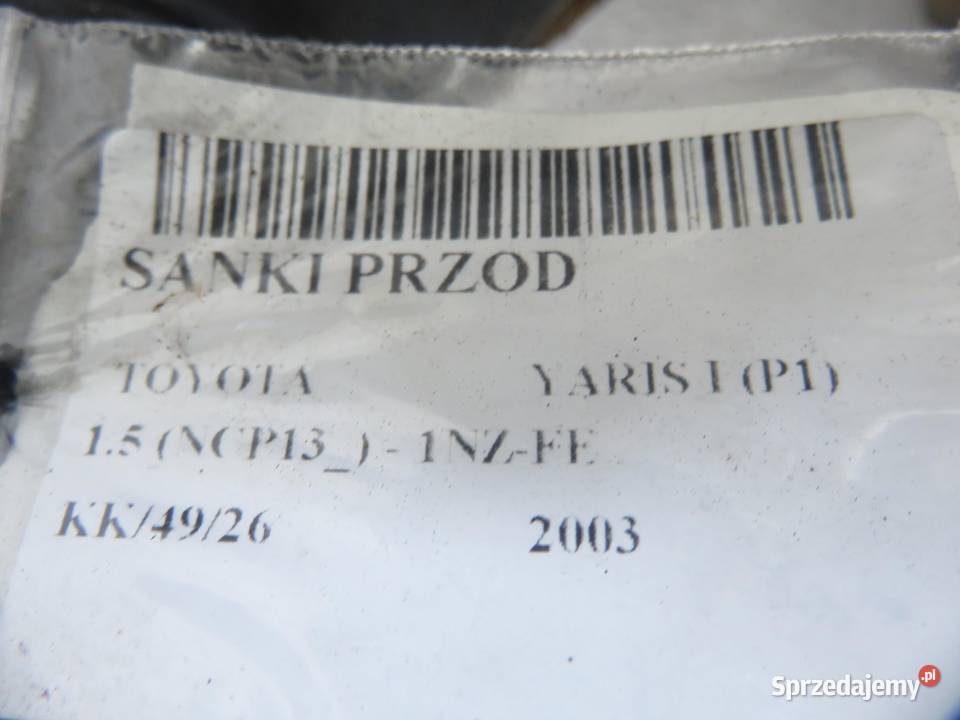 SANKI PRZOD
TOYOTA YARIS I (P1)
1.5 (NCP13_) - 1NZ-FE
KK/49/26 2003
Sprzedajemy.pl